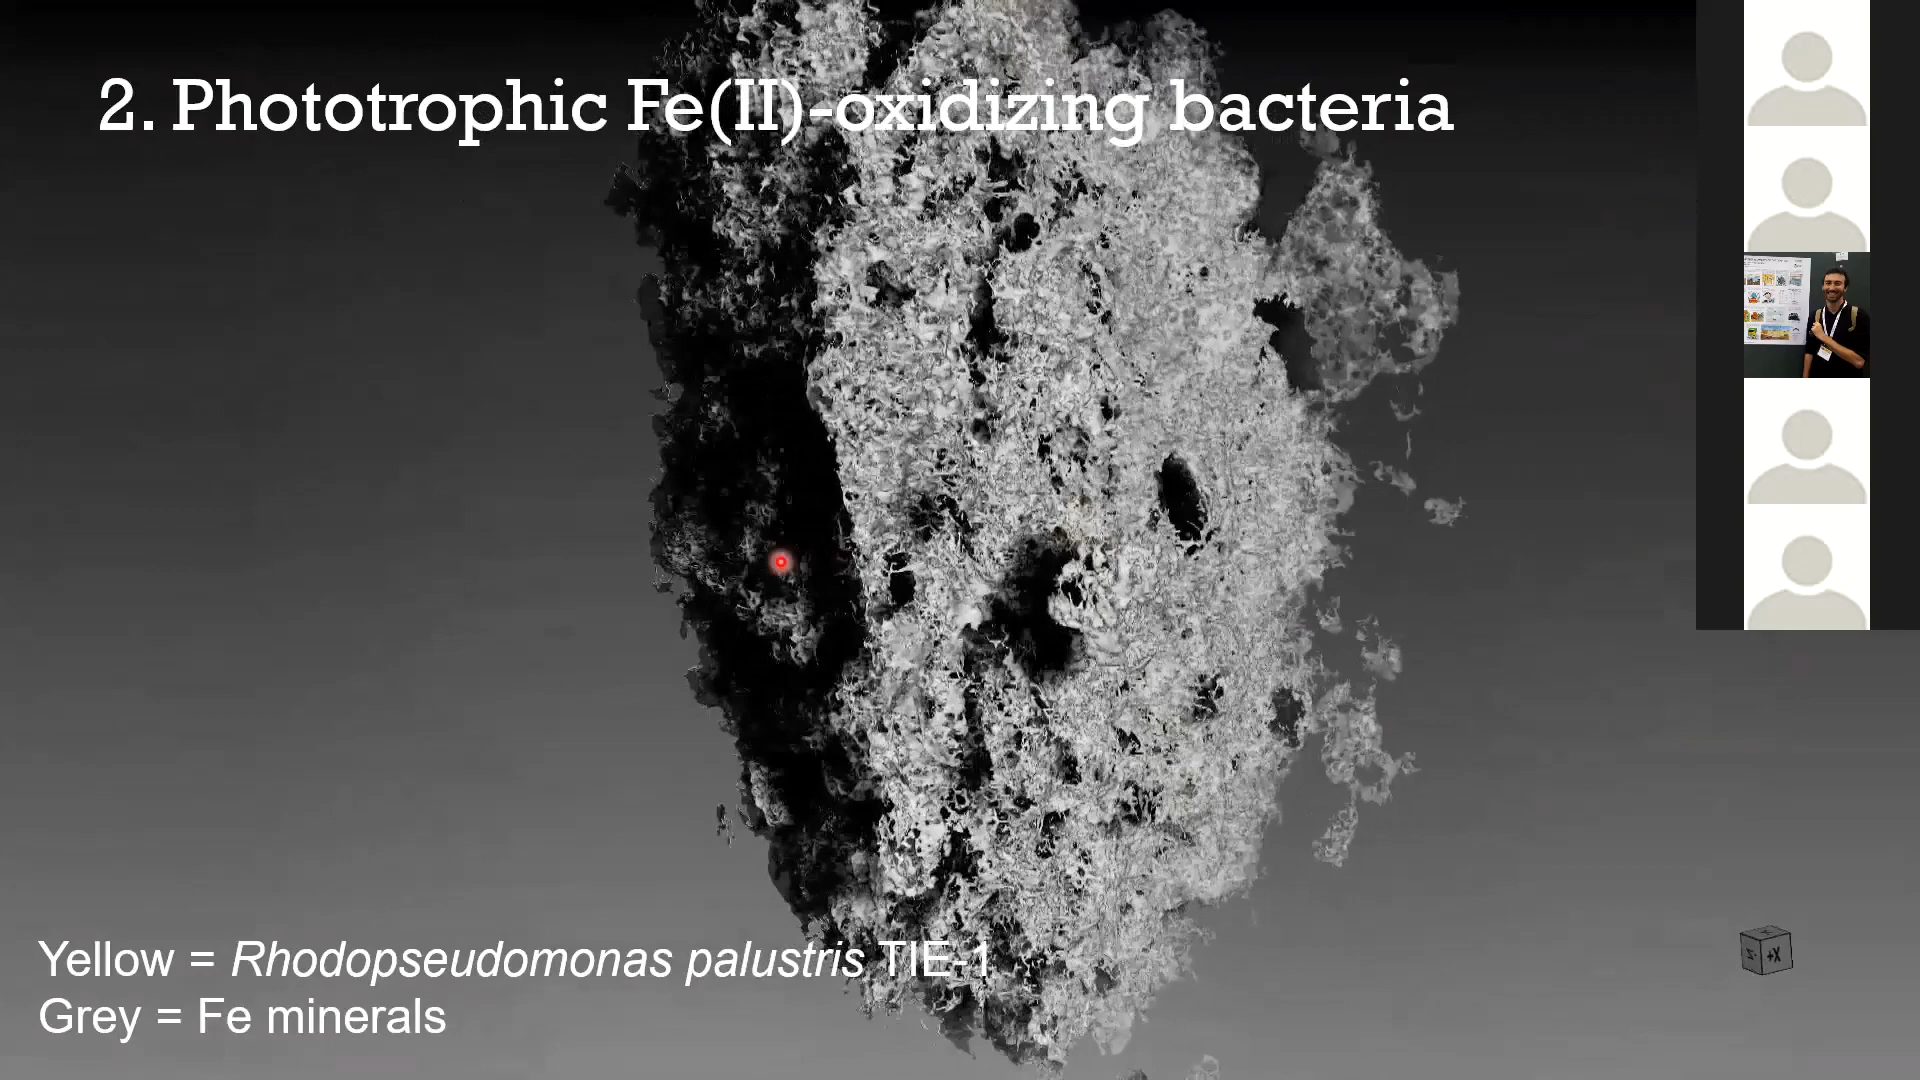 2. Phototrophic Fe(II)-oxidizing bacteria
Yellow = Rhodopseudomonas palustris TIE-1
Grey = Fe minerals
+X